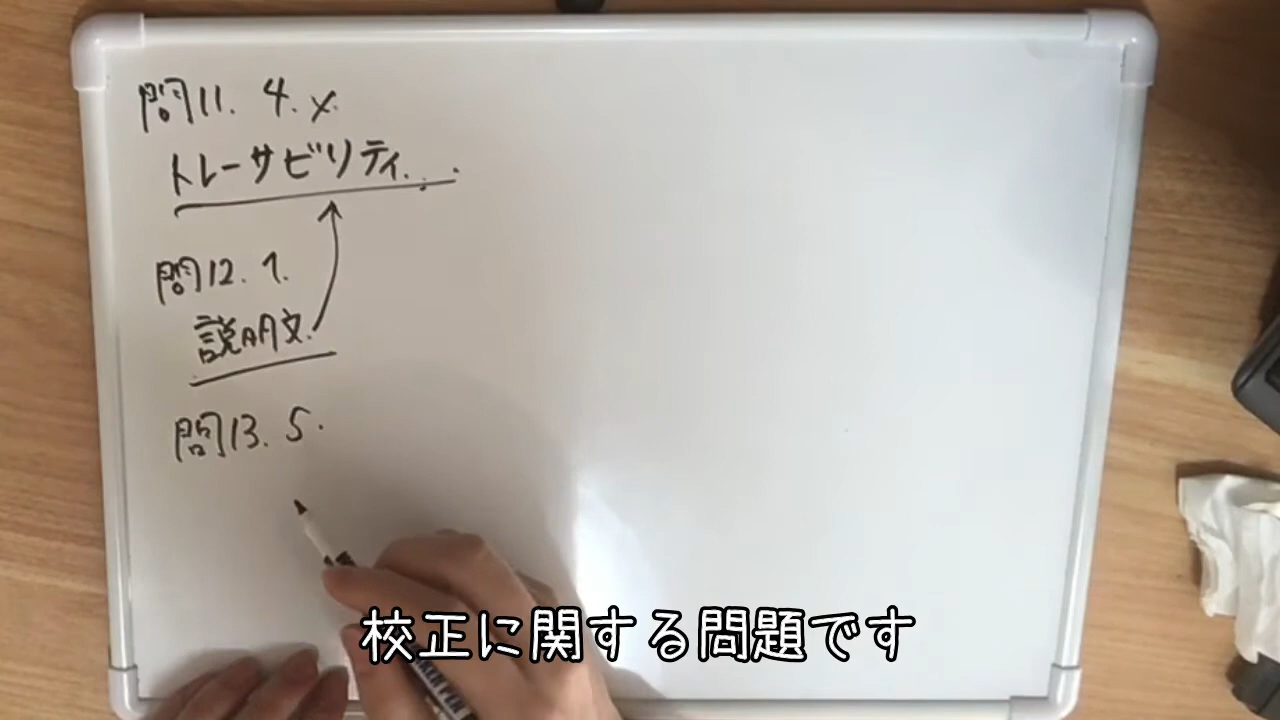 問11. 4. ×.
トレーサビリティ...
問12. 1.
説明文.
問13. 5.
校正に関する問題です